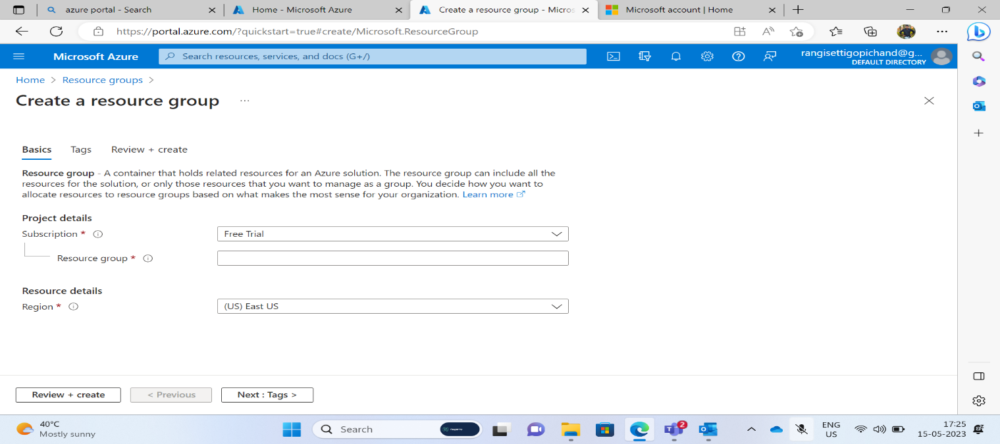 azure portal - Search
Home - Microsoft Azure
Create a resource group - Micros
Microsoft account | Home
https://portal.azure.com/?quickstart=true#create/Microsoft.ResourceGroup
Microsoft Azure
Search resources, services, and docs (G+/)
rangisettigopichand@g...
DEFAULT DIRECTORY
Home > Resource groups >
Create a resource group ...
Basics Tags Review + create
Resource group - A container that holds related resources for an Azure solution. The resource group can include all the
resources for the solution, or only those resources that you want to manage as a group. You decide how you want to
allocate resources to resource groups based on what makes the most sense for your organization. Learn more
Project details
Subscription * Free Trial
Resource group *
Resource details
Region * (US) East US
Review + create < Previous Next : Tags >
40°C
Mostly sunny
Search
2
ENG
US
17:25
15-05-2023